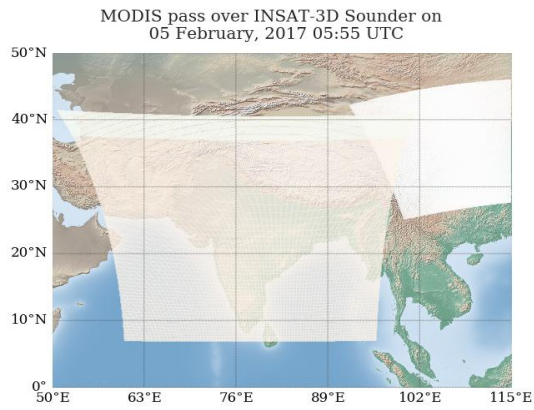 MODIS pass over INSAT-3D Sounder on
05 February, 2017 05:55 UTC
50°N
40°N
30°N
20°N
10°N
0°
50°E 63°E 76°E 89°E 102°E 115°E